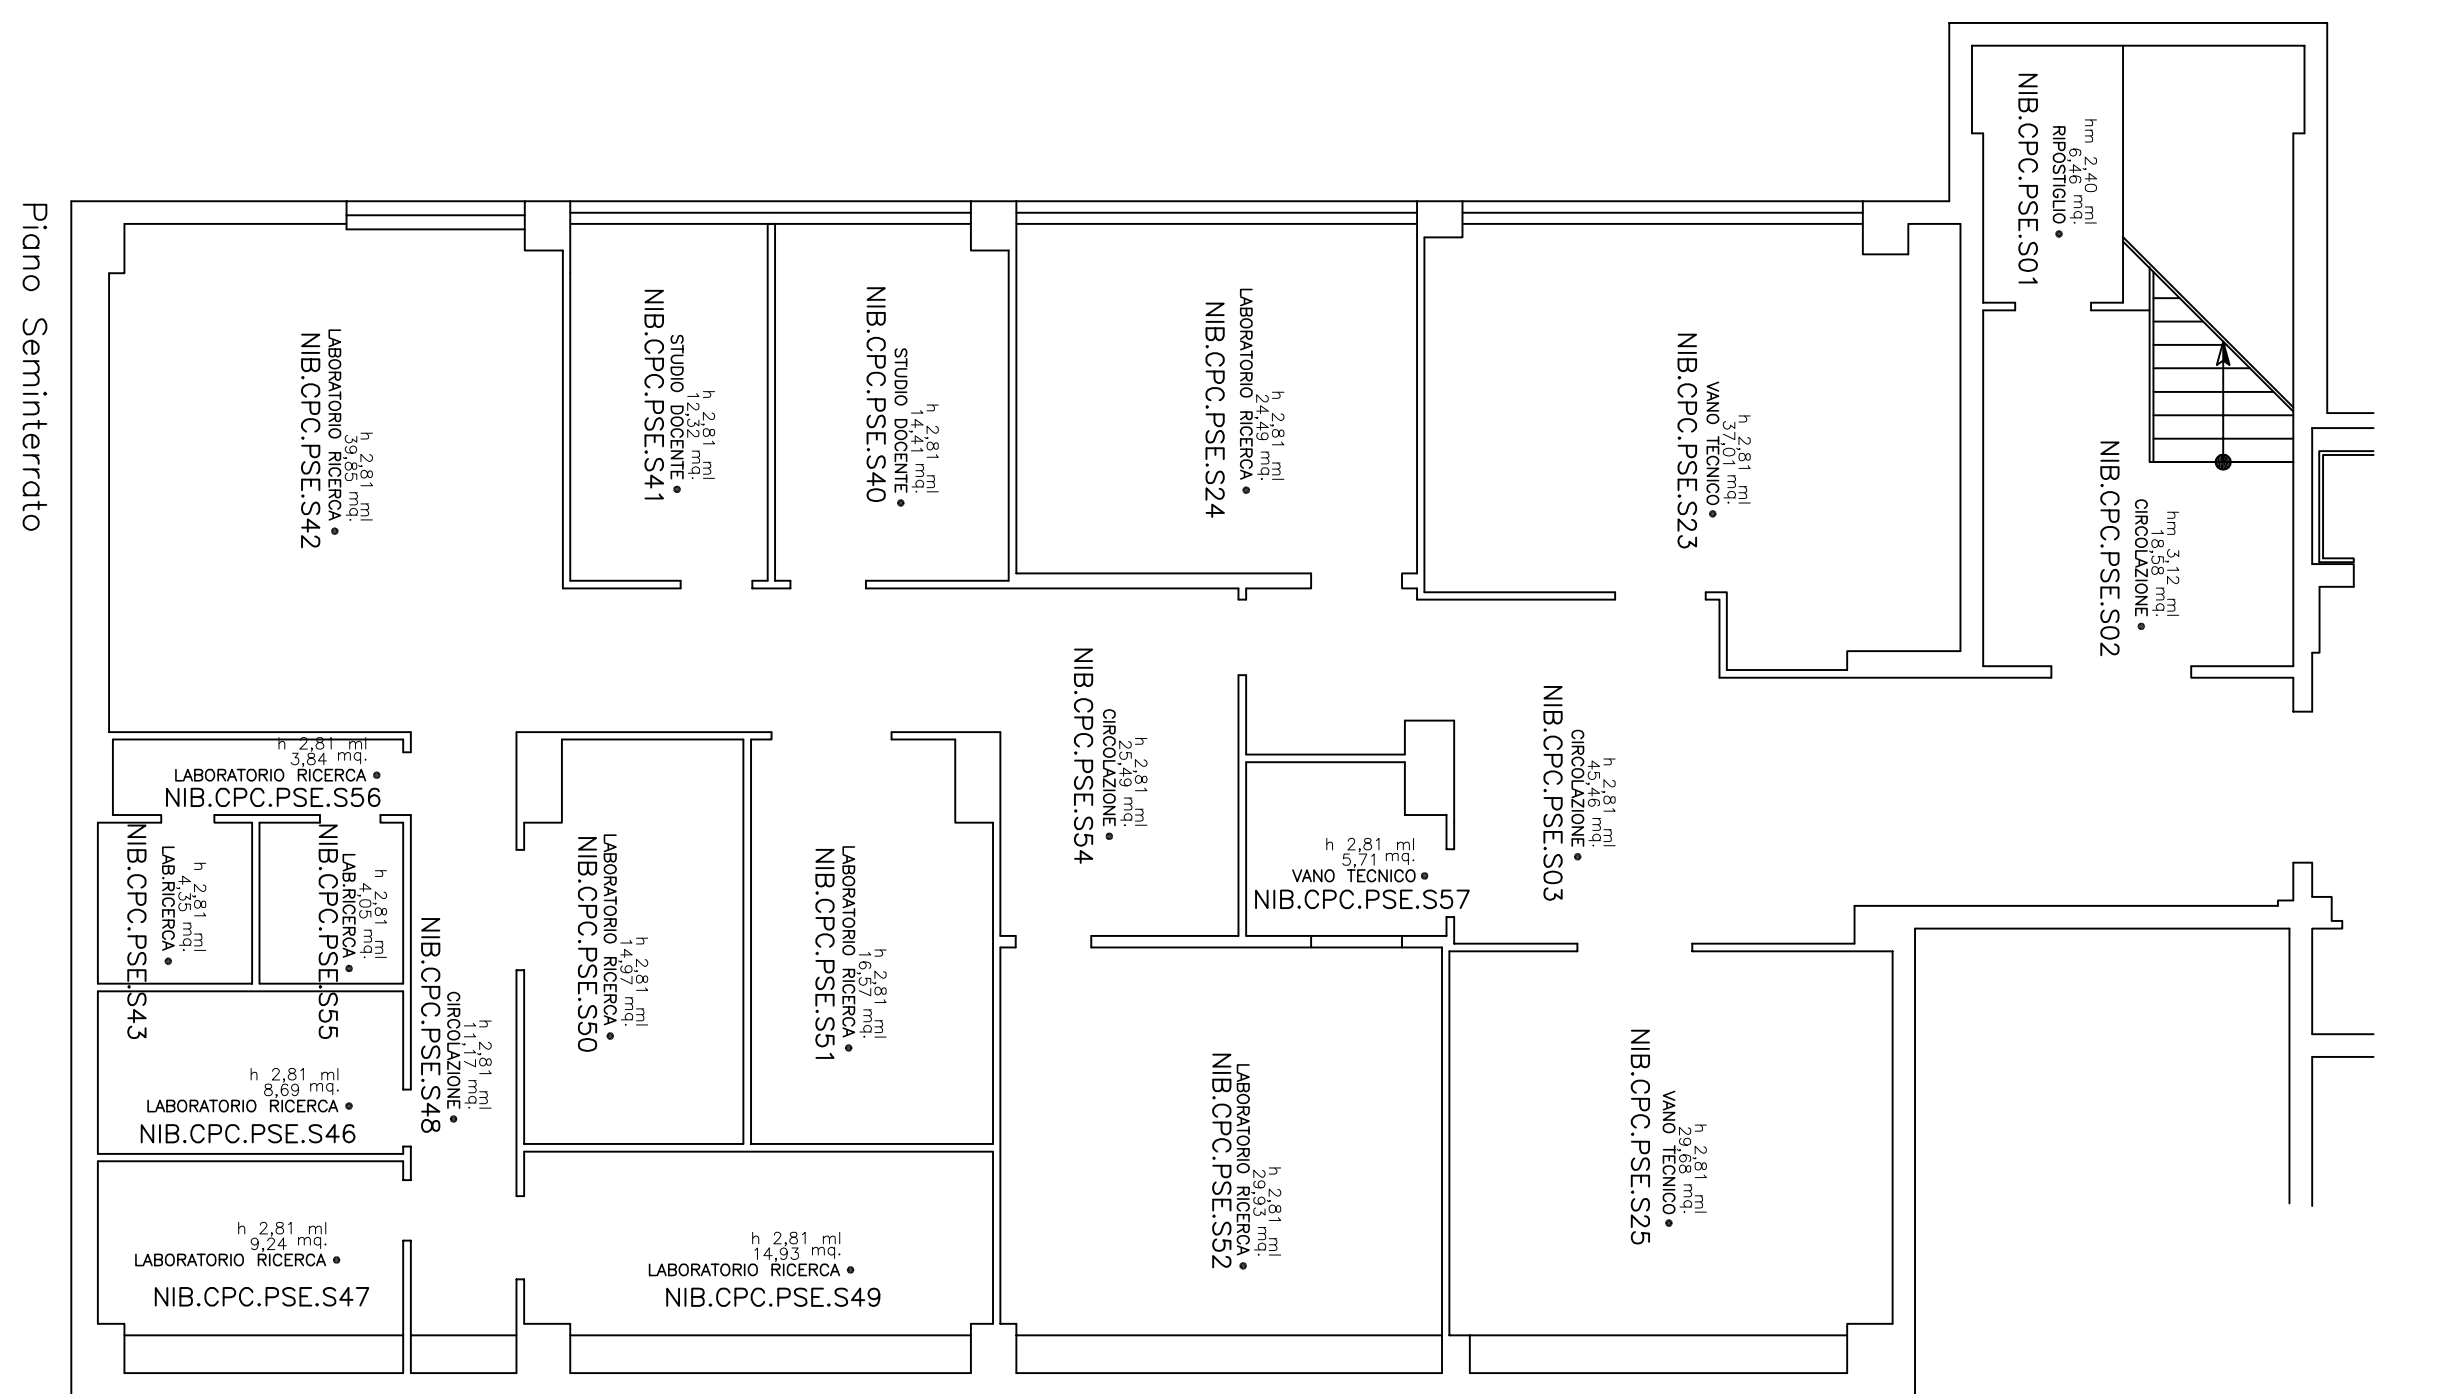 Piano Seminterrato
hm 2,40 ml
6,46 mq.
RIPOSTIGLIO
NIB.CPC.PSE.S01
hm 3,12 ml
18,58 mq.
CIRCOLAZIONE
NIB.CPC.PSE.S02
h 2,81 ml
37,01 mq.
VANO TECNICO
NIB.CPC.PSE.S23
h 2,81 ml
24,49 mq.
LABORATORIO RICERCA
NIB.CPC.PSE.S24
h 2,81 ml
14,41 mq.
STUDIO DOCENTE
NIB.CPC.PSE.S40
h 2,81 ml
12,32 mq.
STUDIO DOCENTE
NIB.CPC.PSE.S41
h 2,81 ml
39,85 mq.
LABORATORIO RICERCA
NIB.CPC.PSE.S42
h 2,81 ml
45,46 mq.
CIRCOLAZIONE
NIB.CPC.PSE.S03
h 2,81 ml
25,49 mq.
CIRCOLAZIONE
NIB.CPC.PSE.S54
h 2,81 ml
5,71 mq.
VANO TECNICO
NIB.CPC.PSE.S57
h 2,81 ml
3,84 mq.
LABORATORIO RICERCA
NIB.CPC.PSE.S56
h 2,81 ml
4,35 mq.
LAB.RICERCA
NIB.CPC.PSE.S43
h 2,81 ml
4,05 mq.
LAB.RICERCA
NIB.CPC.PSE.S55
h 2,81 ml
11,17 mq.
CIRCOLAZIONE
NIB.CPC.PSE.S48
h 2,81 ml
14,97 mq.
LABORATORIO RICERCA
NIB.CPC.PSE.S50
h 2,81 ml
16,57 mq.
LABORATORIO RICERCA
NIB.CPC.PSE.S51
h 2,81 ml
29,93 mq.
LABORATORIO RICERCA
NIB.CPC.PSE.S52
h 2,81 ml
29,68 mq.
VANO TECNICO
NIB.CPC.PSE.S25
h 2,81 ml
8,69 mq.
LABORATORIO RICERCA
NIB.CPC.PSE.S46
h 2,81 ml
9,24 mq.
LABORATORIO RICERCA
NIB.CPC.PSE.S47
h 2,81 ml
14,93 mq.
LABORATORIO RICERCA
NIB.CPC.PSE.S49